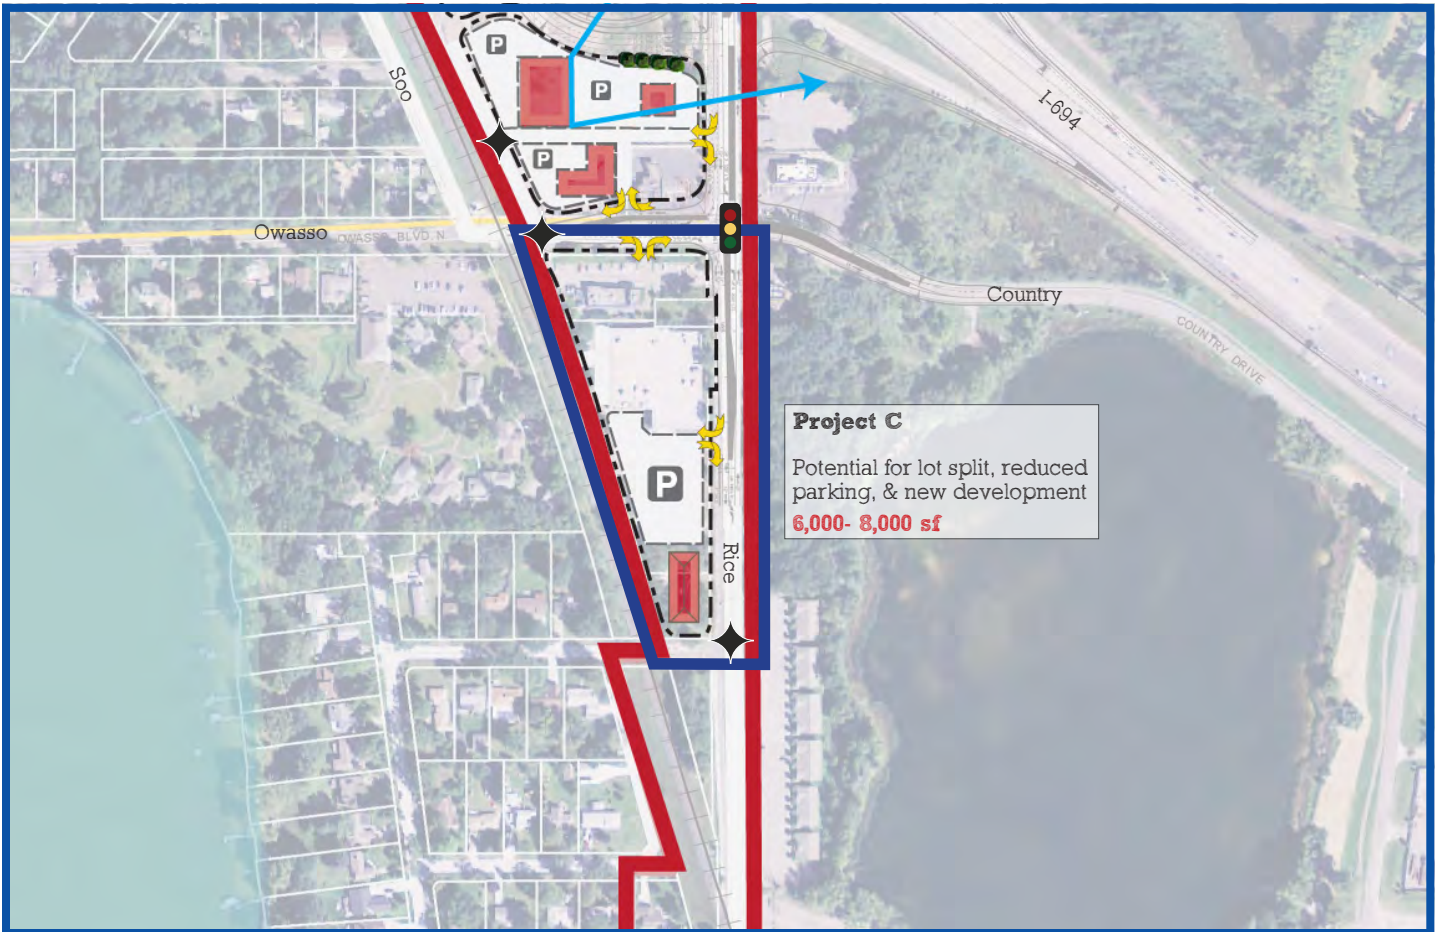 P
Soo
P
I-694
P
Owasso
OWASSO BLVD N
Country
COUNTRY DRIVE
Project C
Potential for lot split, reduced
parking, & new development
6,000- 8,000 sf
P
Rice